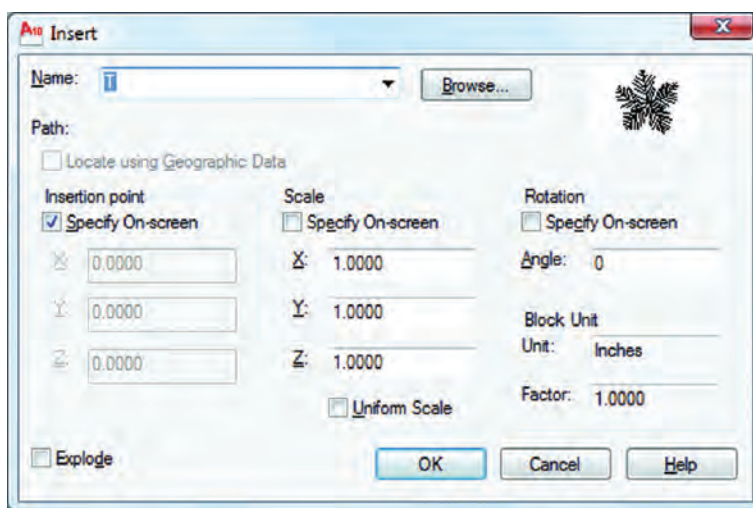 A10 Insert
X
Name: T Browse...
Path:
Locate using Geographic Data
Insertion point Scale Rotation
Specify On-screen Specify On-screen Specify On-screen
X: 0.0000 X: 1.0000 Angle: 0
Y: 0.0000 Y: 1.0000 Block Unit
Unit: Inches
Z: 0.0000 Z: 1.0000
Uniform Scale Factor: 1.0000
Explode OK Cancel Help